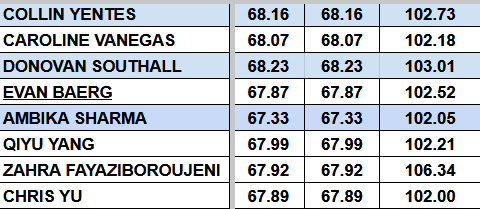 COLLIN YENTES 68.16 68.16 102.73
CAROLINE VANEGAS 68.07 68.07 102.18
DONOVAN SOUTHALL 68.23 68.23 103.01
EVAN BAERG 67.87 67.87 102.52
AMBIKA SHARMA 67.33 67.33 102.05
QIYU YANG 67.99 67.99 102.21
ZAHRA FAYAZIBOROUJENI 67.92 67.92 106.34
CHRIS YU 67.89 67.89 102.00